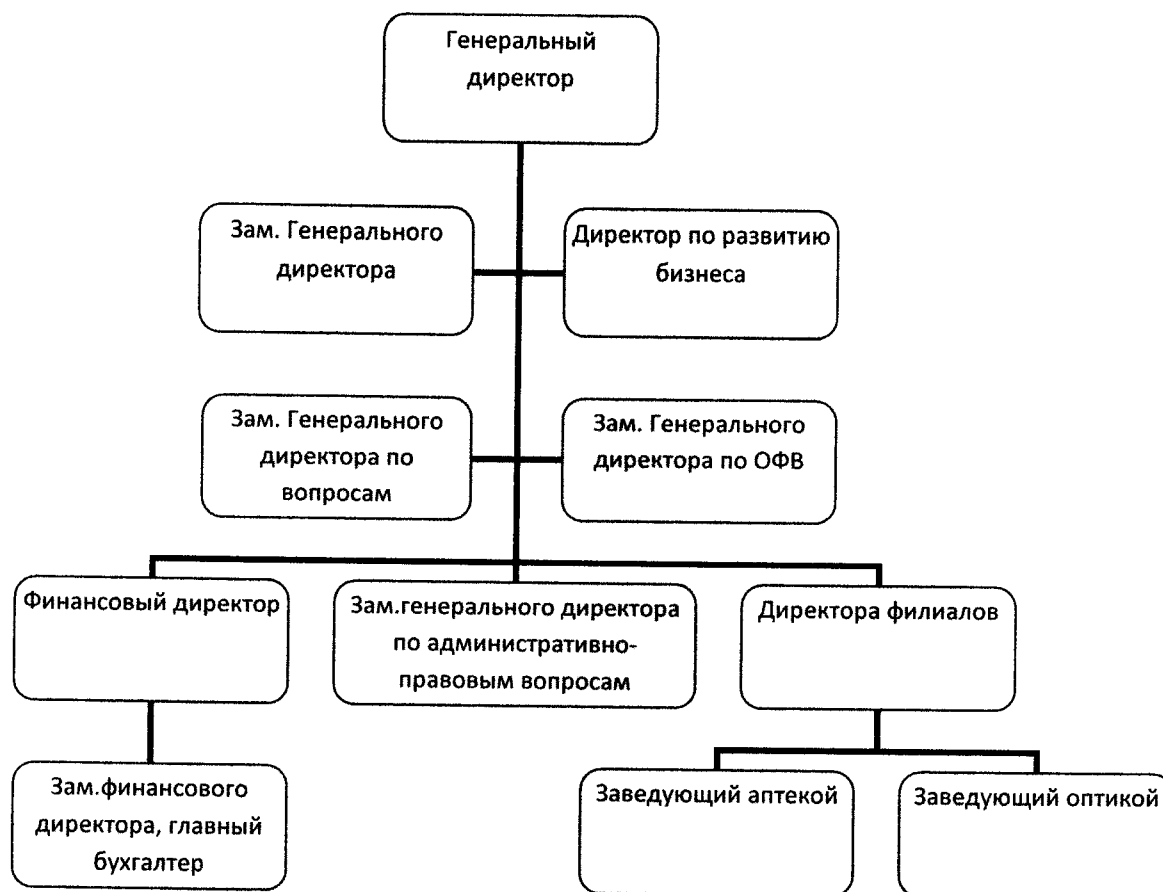 Генеральный
директор
Зам. Генерального
директора
Директор по развитию
бизнеса
Зам. Генерального
директора по
вопросам
Зам. Генерального
директора по ОФВ
Финансовый директор
Зам.генерального директора
по административно-
правовым вопросам
Директора филиалов
Зам.финансового
директора, главный
бухгалтер
Заведующий аптекой
Заведующий оптикой